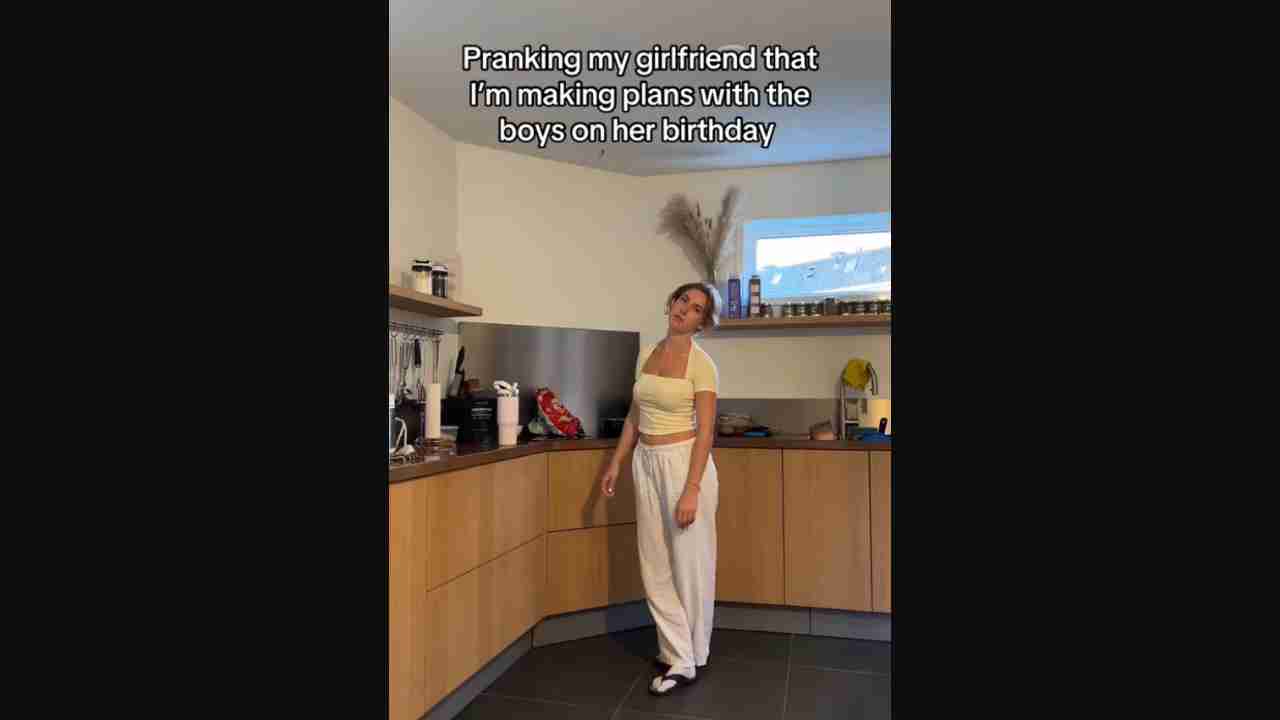 Pranking my girlfriend that
I'm making plans with the
boys on her birthday